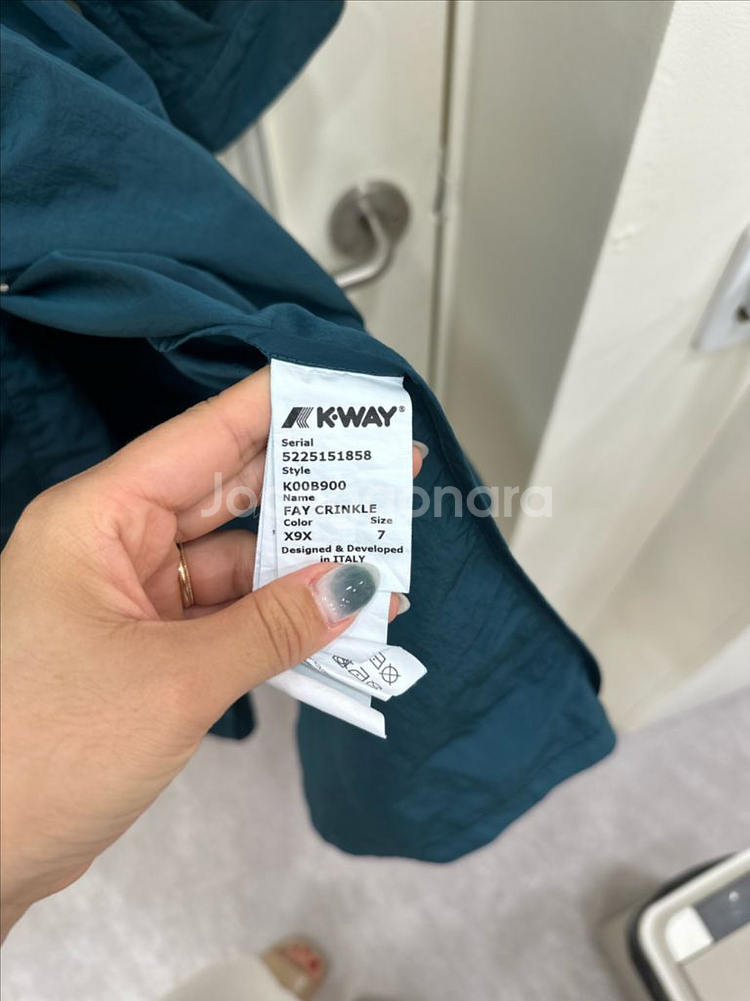 K·WAY®
Serial
5225151858
Style
K00B900
Name
FAY CRINKLE
Color Size
X9X 7
Designed & Developed
in ITALY